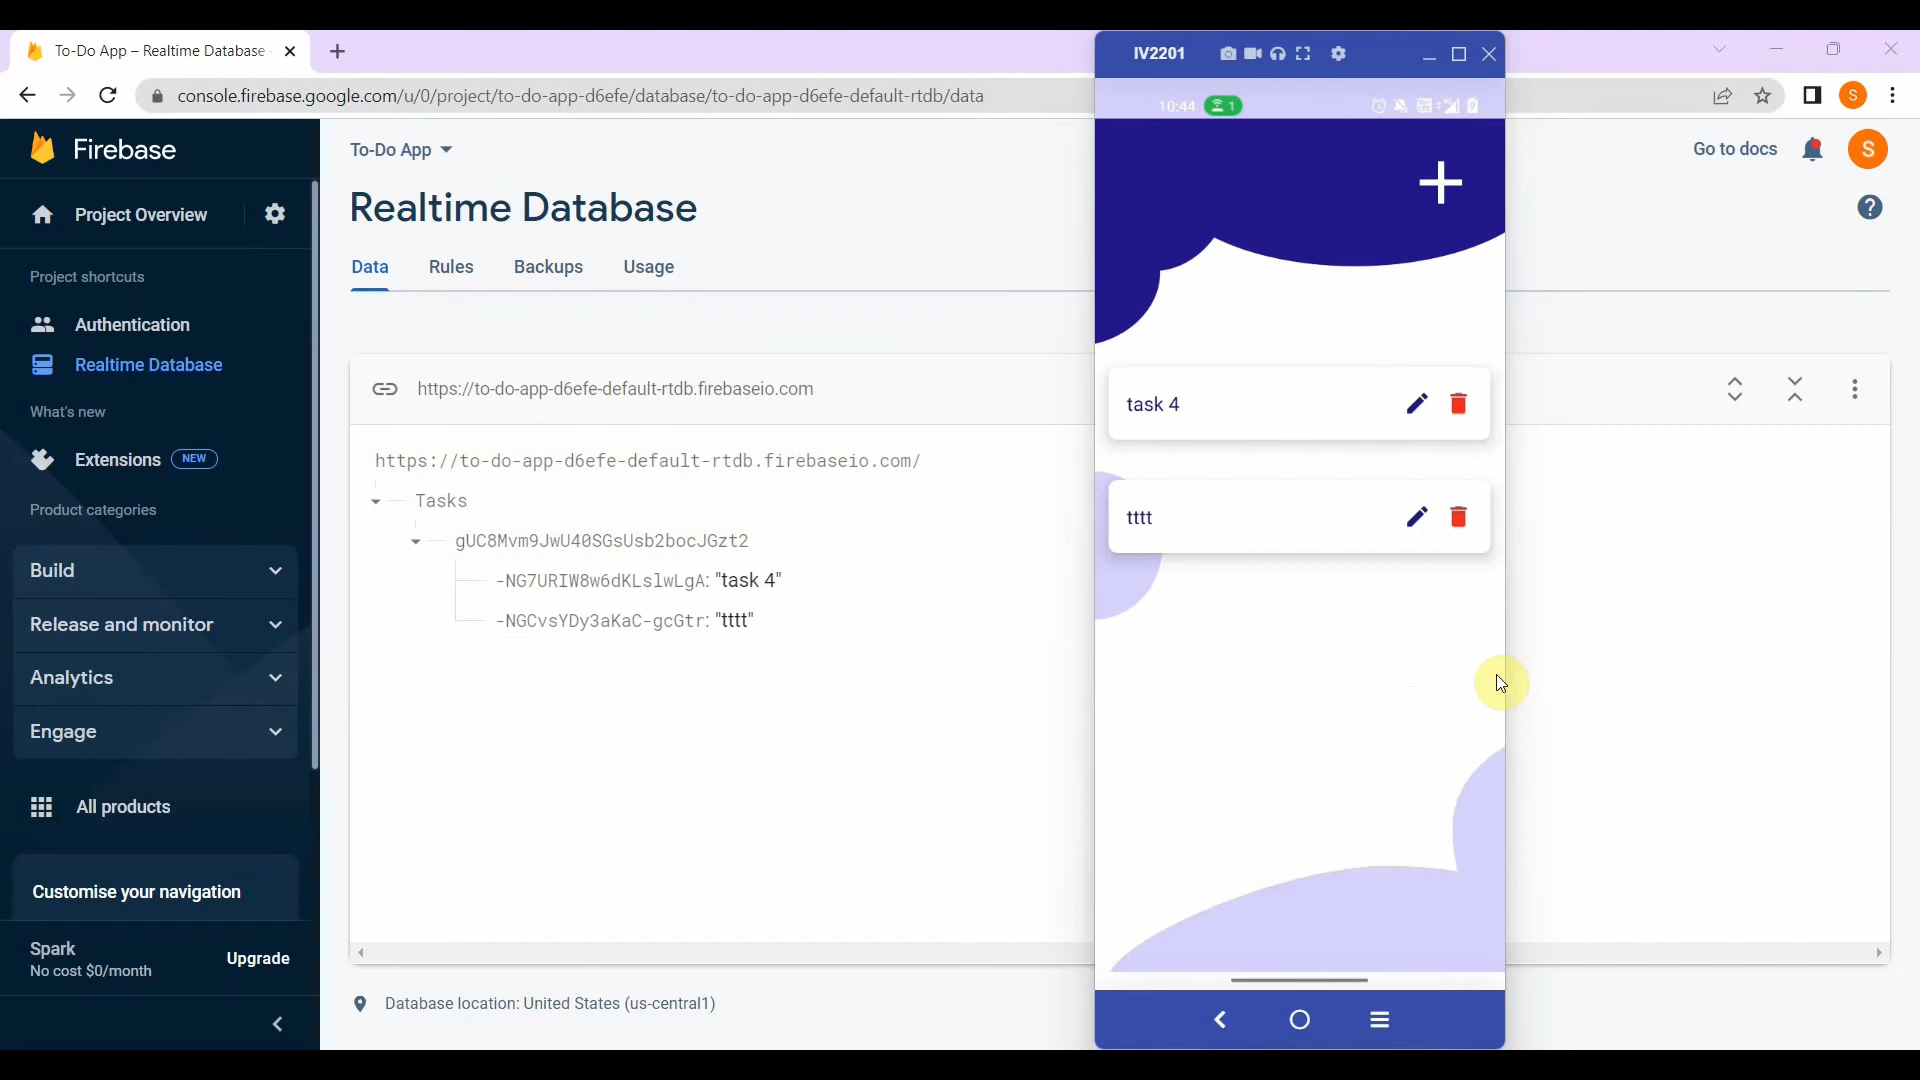 To-Do App – Realtime Database
console.firebase.google.com/u/0/project/to-do-app-d6efe/database/to-do-app-d6efe-default-rtdb/data
S
Firebase
Project Overview
Project shortcuts
Authentication
Realtime Database
What's new
Extensions NEW
Product categories
Build
Release and monitor
Analytics
Engage
All products
Customise your navigation
Spark
No cost $0/month
Upgrade
To-Do App
Go to docs
S
Realtime Database
Data Rules Backups Usage
https://to-do-app-d6efe-default-rtdb.firebaseio.com
https://to-do-app-d6efe-default-rtdb.firebaseio.com/
Tasks
gUC8Mvm9JwU40SGsUsb2bocJGzt2
-NG7URIW8w6dKLslwLgA: "task 4"
-NGCvsYDy3aKaC-gcGtr: "tttt"
Database location: United States (us-central1)
IV2201
10:44 1
task 4
tttt